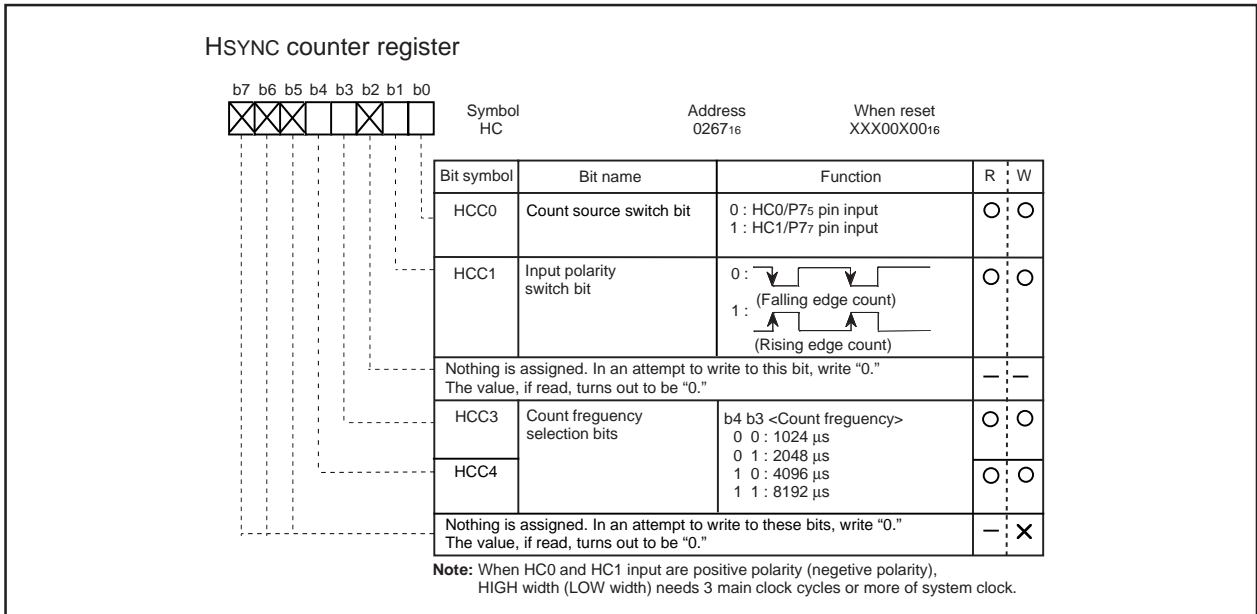 HSYNC counter register
b7 b6 b5 b4 b3 b2 b1 b0
Symbol Address When reset
HC 026716 XXX00X0016
Bit symbol Bit name Function R W
HCC0 Count source switch bit 0 : HC0/P75 pin input
1 : HC1/P77 pin input
HCC1 Input polarity
switch bit
0 :
(Falling edge count)
1 :
(Rising edge count)
Nothing is assigned. In an attempt to write to this bit, write “0.”
The value, if read, turns out to be “0.”
HCC3 Count freguency
selection bits
b4 b3 <Count freguency>
0 0 : 1024 µs
0 1 : 2048 µs
HCC4 1 0 : 4096 µs
1 1 : 8192 µs
Nothing is assigned. In an attempt to write to these bits, write “0.”
The value, if read, turns out to be “0.”
Note: When HC0 and HC1 input are positive polarity (negetive polarity),
HIGH width (LOW width) needs 3 main clock cycles or more of system clock.